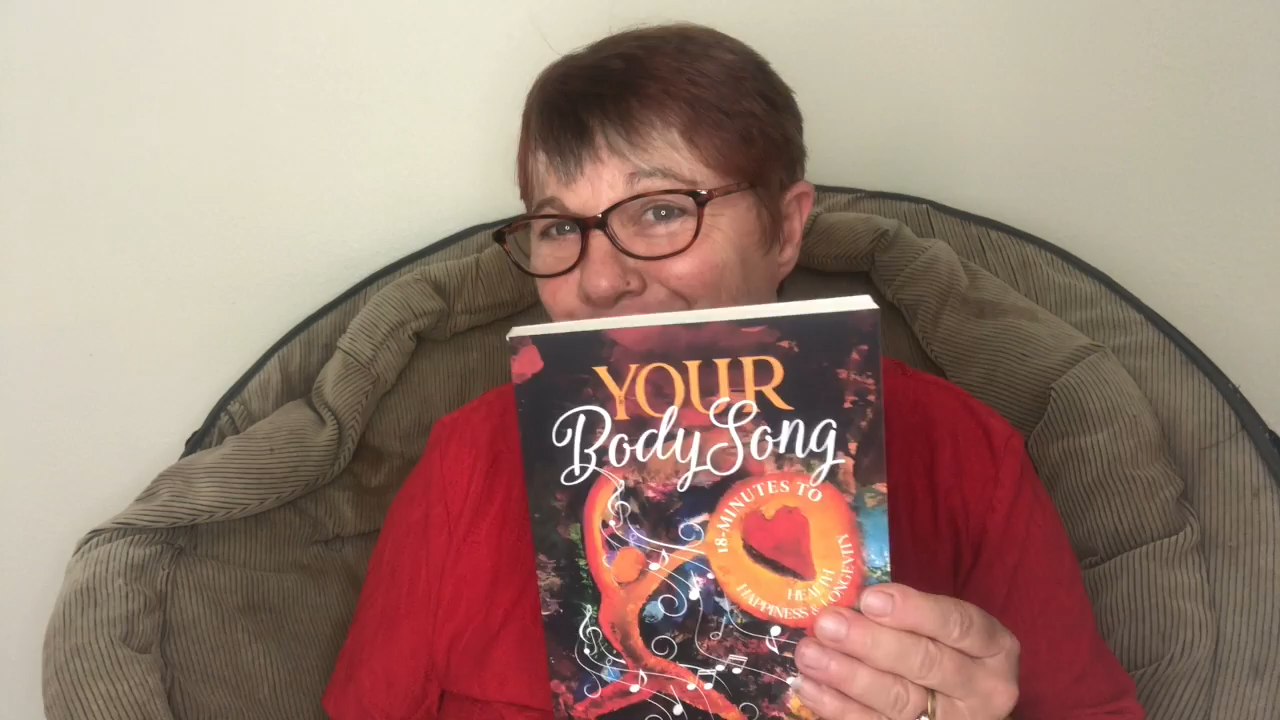 YOUR
BodySong
18-MINUTES TO
HEALTH
HAPPINESS & LONGEVITY